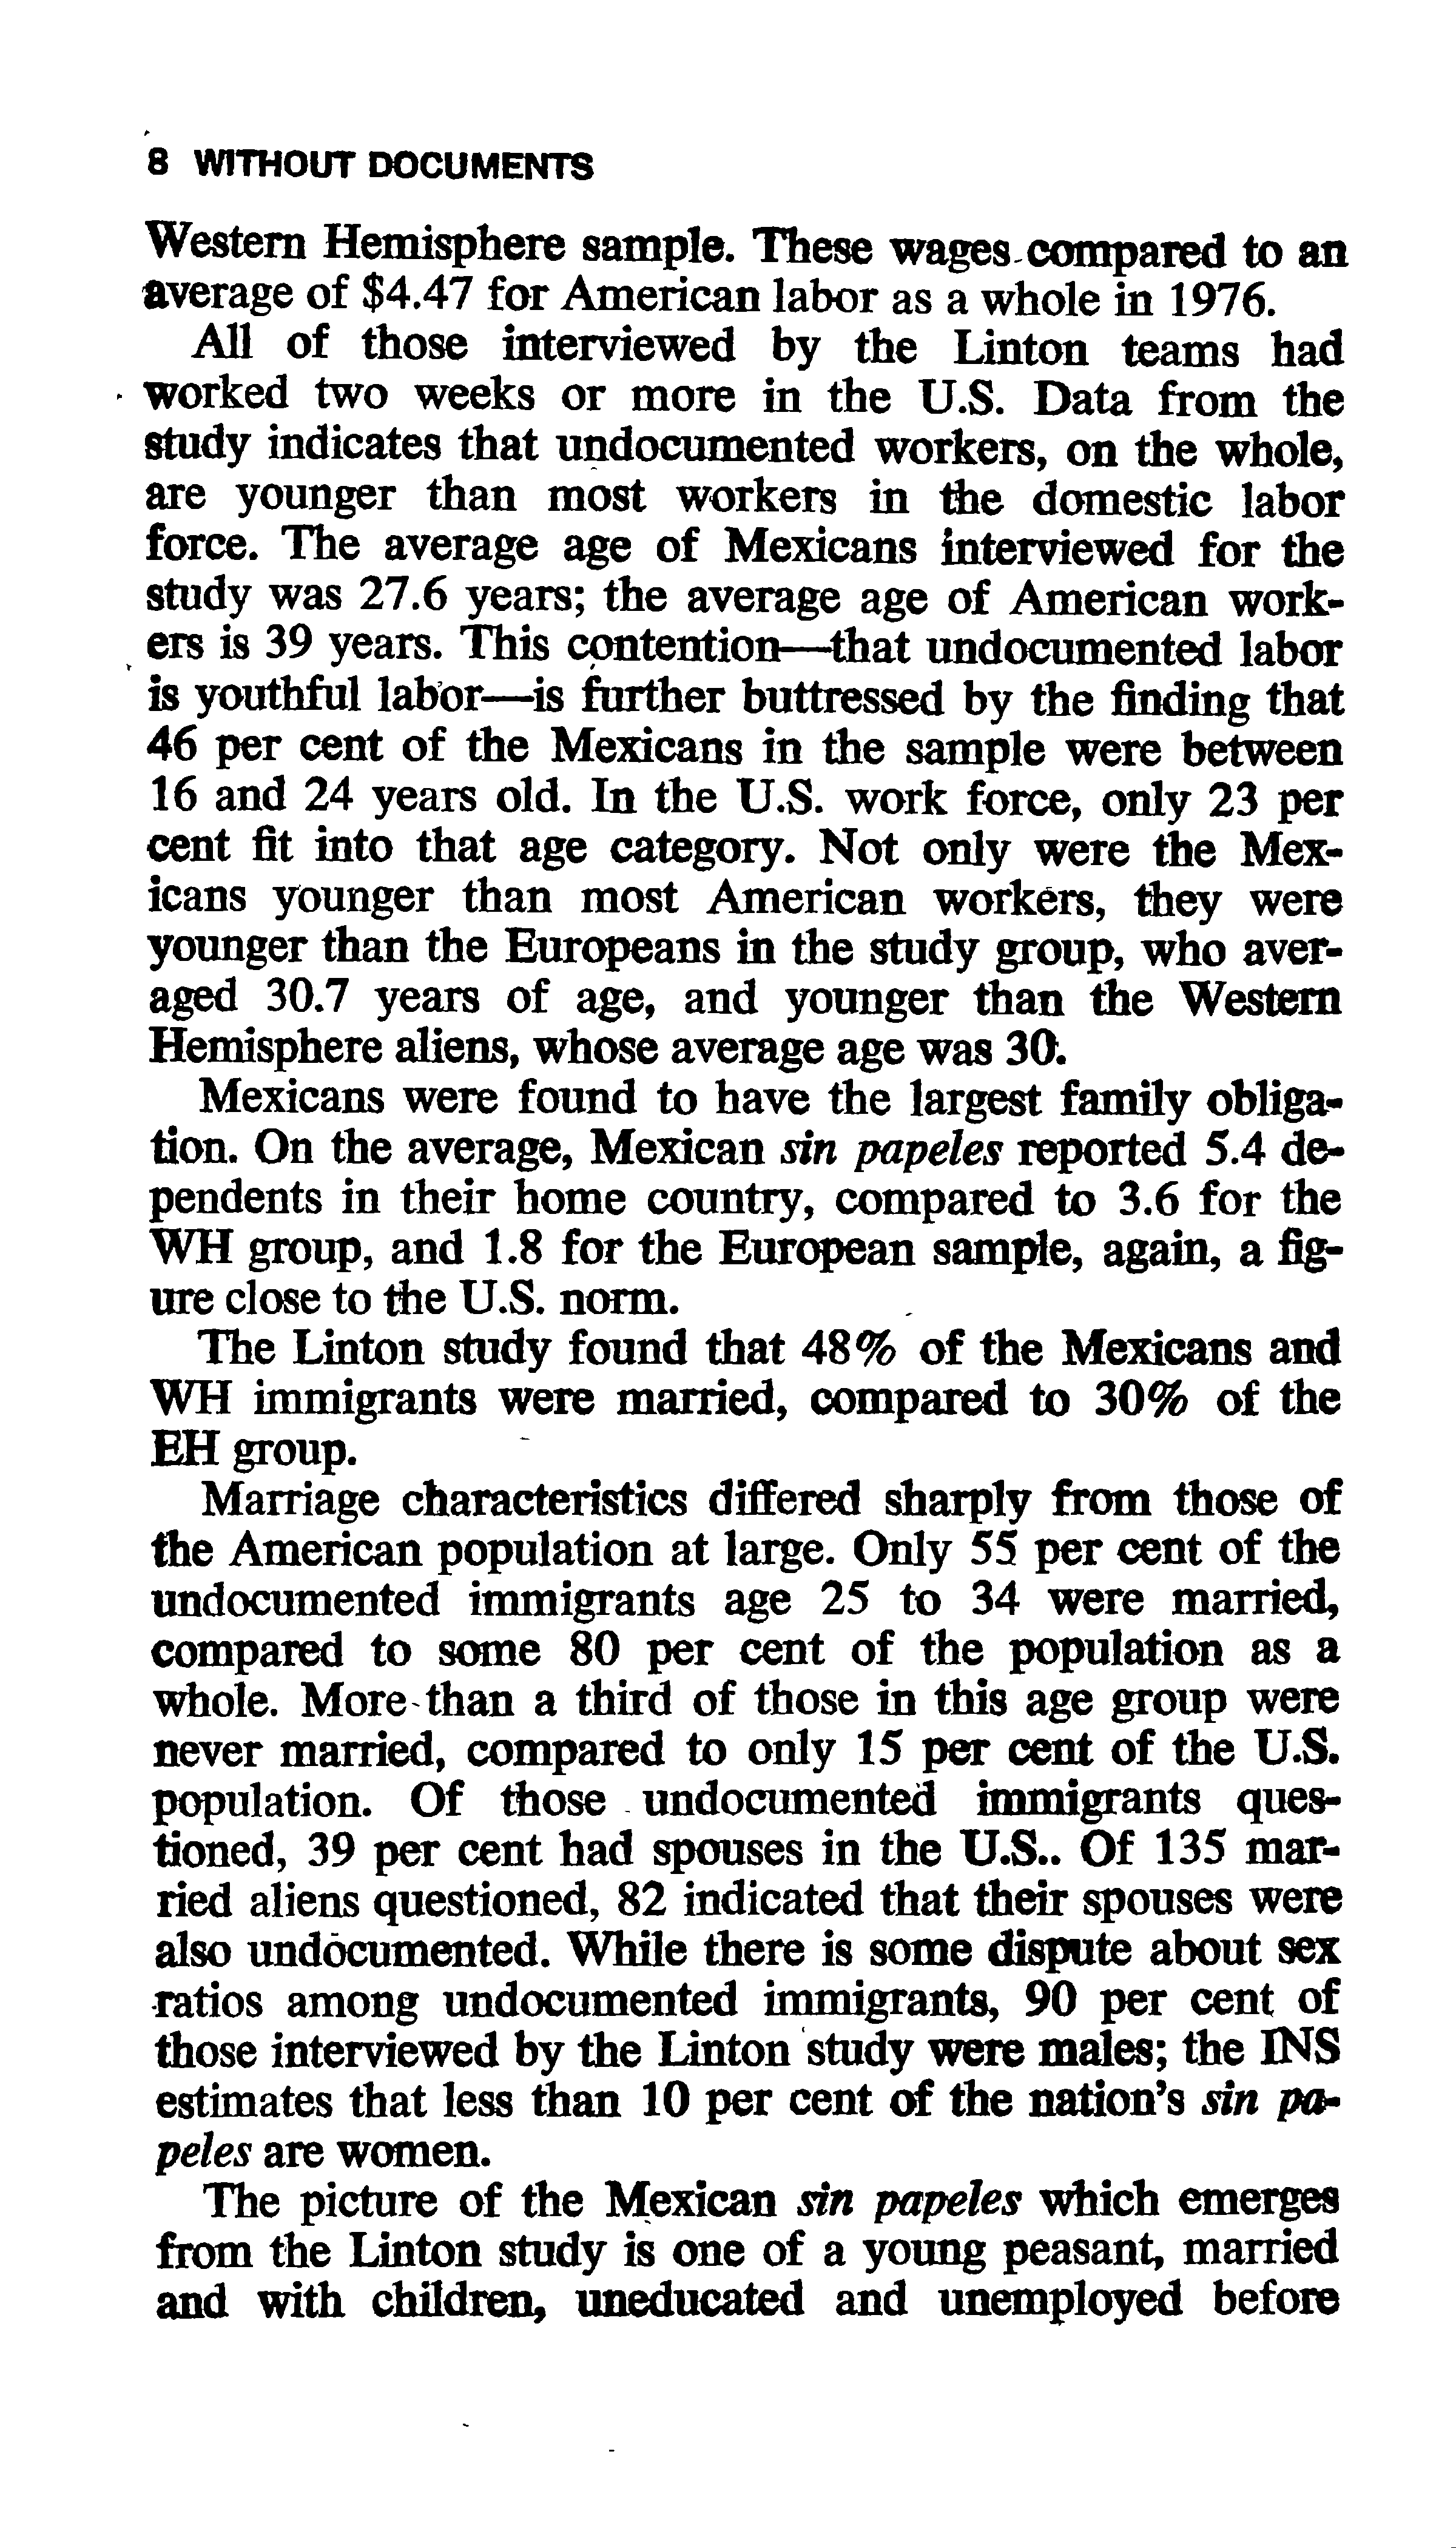 8 WITHOUT DOCUMENTS
Western Hemisphere sample. These wages compared to an
average of $4.47 for American labor as a whole in 1976.
All of those interviewed by the Linton teams had
worked two weeks or more in the U.S. Data from the
study indicates that undocumented workers, on the whole,
are younger than most workers in the domestic labor
force. The average age of Mexicans interviewed for the
study was 27.6 years; the average age of American work-
ers is 39 years. This contention—that undocumented labor
is youthful labor—is further buttressed by the finding that
46 per cent of the Mexicans in the sample were between
16 and 24 years old. In the U.S. work force, only 23 per
cent fit into that age category. Not only were the Mex-
icans younger than most American workers, they were
younger than the Europeans in the study group, who aver-
aged 30.7 years of age, and younger than the Western
Hemisphere aliens, whose average age was 30.
Mexicans were found to have the largest family obliga-
tion. On the average, Mexican sin papeles reported 5.4 de-
pendents in their home country, compared to 3.6 for the
WH group, and 1.8 for the European sample, again, a fig-
ure close to the U.S. norm.
The Linton study found that 48% of the Mexicans and
WH immigrants were married, compared to 30% of the
EH group.
Marriage characteristics differed sharply from those of
the American population at large. Only 55 per cent of the
undocumented immigrants age 25 to 34 were married,
compared to some 80 per cent of the population as a
whole. More than a third of those in this age group were
never married, compared to only 15 per cent of the U.S.
population. Of those undocumented immigrants ques-
tioned, 39 per cent had spouses in the U.S.. Of 135 mar-
ried aliens questioned, 82 indicated that their spouses were
also undocumented. While there is some dispute about sex
ratios among undocumented immigrants, 90 per cent of
those interviewed by the Linton study were males; the INS
estimates that less than 10 per cent of the nation's sin pa-
peles are women.
The picture of the Mexican sin papeles which emerges
from the Linton study is one of a young peasant, married
and with children, uneducated and unemployed before